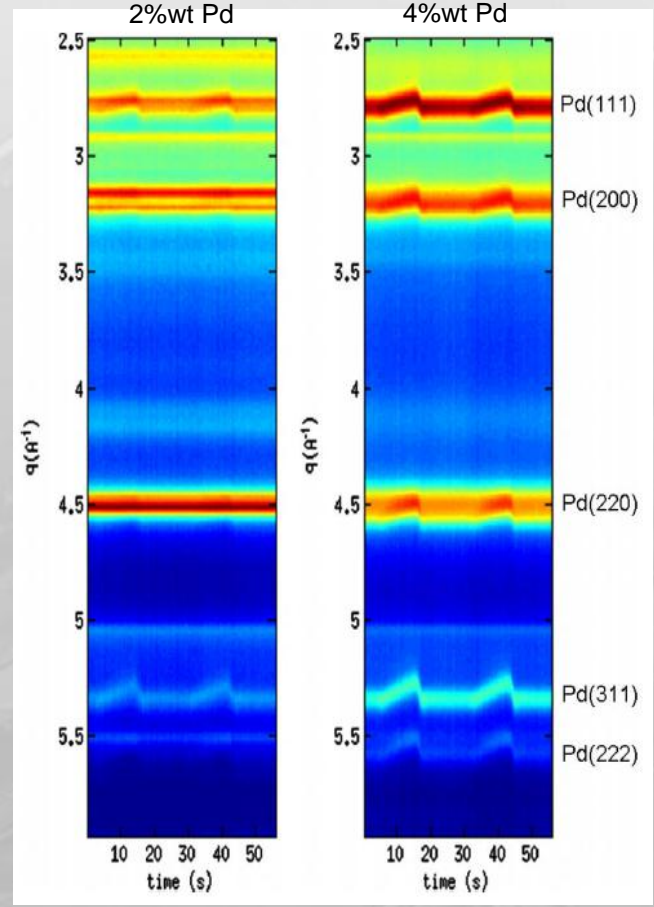 2%wt Pd
4%wt Pd
2.5
3
3.5
4
4.5
5
5.5
q(A⁻¹)
10 20 30 40 50
time (s)
2.5
3
3.5
4
4.5
5
5.5
q(A⁻¹)
10 20 30 40 50
time (s)
Pd(111)
Pd(200)
Pd(220)
Pd(311)
Pd(222)